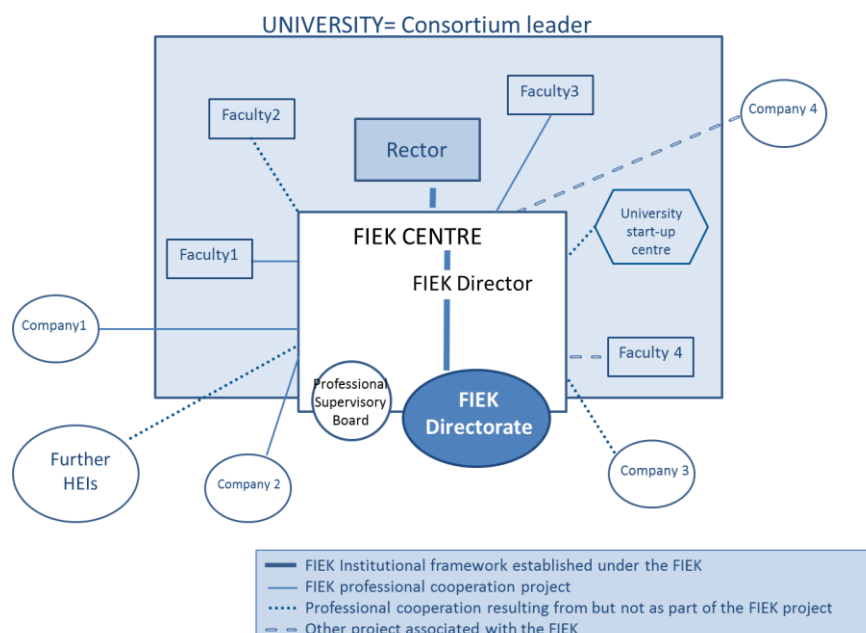 UNIVERSITY= Consortium leader
Faculty3
Faculty2
Company 4
Rector
University
start-up
centre
FIEK CENTRE
Faculty1
FIEK Director
Company1
Faculty 4
Professional
Supervisory
Board
FIEK
Directorate
Further
HEIs
Company 2
Company 3
FIEK Institutional framework established under the FIEK
FIEK professional cooperation project
Professional cooperation resulting from but not as part of the FIEK project
Other project associated with the FIEK